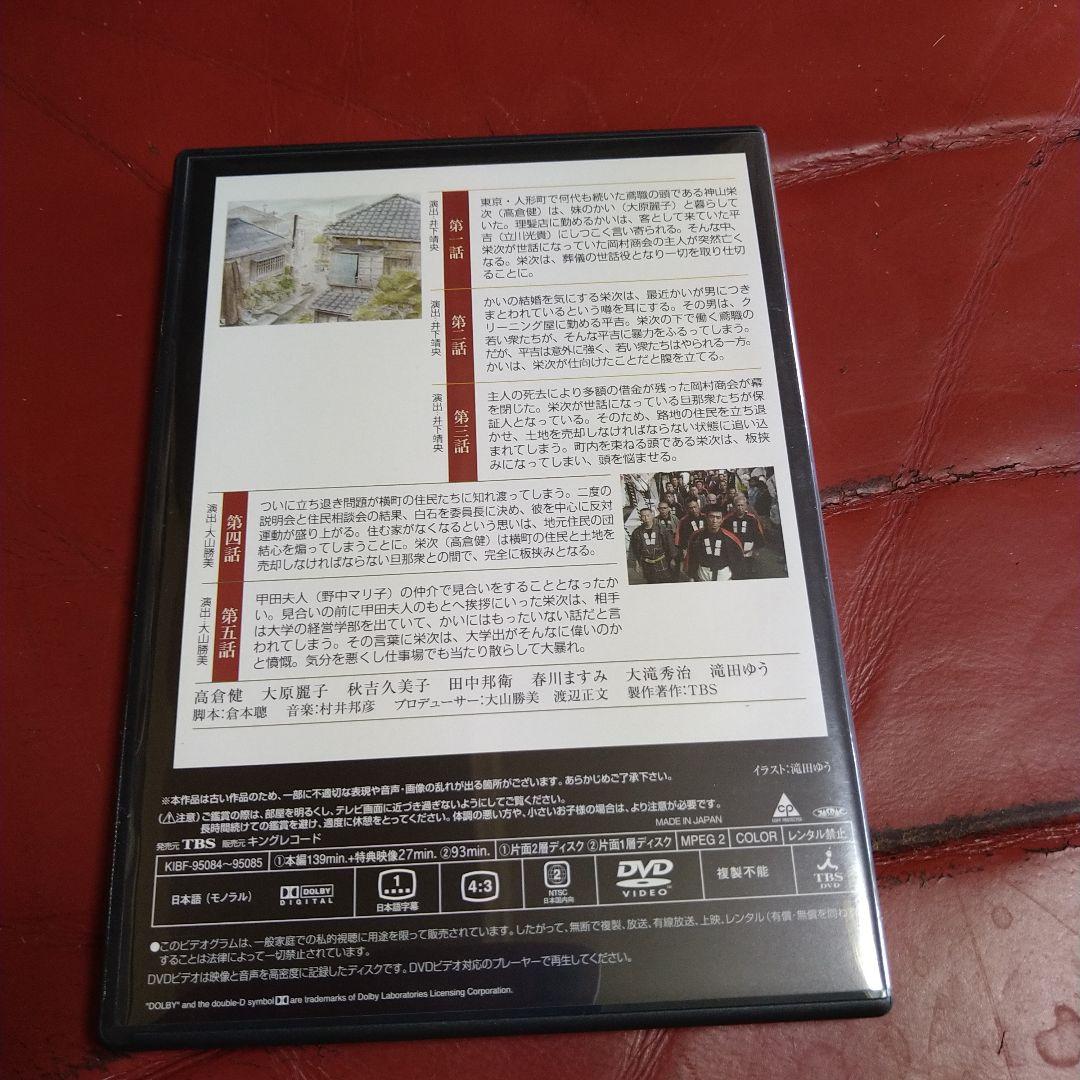 第一話
演出 井下靖央
東京・人形町で何代も続いた鳶職の頭である神山栄
次（高倉健）は、妹のかい（大原麗子）と暮らして
いた。理髪店に勤めるかいは、客として来ていた平
吉（立川光貴）にしつこく言い寄られる。そんな中、
栄次が世話になっていた岡村商会の主人が突然亡く
なる。栄次は、葬儀の世話役となり一切を取り仕切
ることに。
第二話
演出 井下靖央
かいの結婚を気にする栄次は、最近かいが男につき
まとわれているという噂を耳にする。その男は、ク
リーニング屋に勤める平吉。栄次の下で働く鳶職の
若い衆たちが、そんな平吉に暴力をふるってしまう。
だが、平吉は意外に強く、若い衆たちはやられる一方。
かいは、栄次が仕向けたことだと腹を立てる。
第三話
演出 井下靖央
主人の死去により多額の借金が残った岡村商会が幕
を閉じた。栄次が世話になっている旦那衆たちが保
証人となっている。そのため、路地の住民を立ち退
かせ、土地を売却しなければならない状態に追い込
まれてしまう。町内を束ねる頭である栄次は、板挟
みになってしまい、頭を悩ませる。
第四話
演出 大山勝美
ついに立ち退き問題が横町の住民たちに知れ渡ってしまう。二度の
説明会と住民相談会の結果、白石を委員長に決め、彼を中心に反対
運動が盛り上がる。住む家がなくなるという思いは、地元住民の団
結心を煽ってしまうことに。栄次（高倉健）は横町の住民と土地を
売却しなければならない旦那衆との間で、完全に板挟みとなる。
第五話
演出 大山勝美
甲田夫人（野中マリ子）の仲介で見合いをすることとなったか
い。見合いの前に甲田夫人のもとへ挨拶にいった栄次は、相手
は大学の経営学部を出ていて、かいにはもったいない話だと言
われてしまう。その言葉に栄次は、大学出がそんなに偉いのか
と憤慨。気分を悪くし仕事場でも当たり散らして大暴れ。
高倉健 大原麗子 秋吉久美子 田中邦衛 春川ますみ 大滝秀治 滝田ゆう
脚本：倉本聰 音楽：村井邦彦 プロデューサー：大山勝美 渡辺正文 製作著作：TBS
イラスト：滝田ゆう
※本作品は古い作品のため、一部に不適切な表現や音声・画像の乱れが出る箇所がございます。あらかじめご了承下さい。
（⚠注意）ご鑑賞の際は、部屋を明るくし、テレビ画面に近づき過ぎないようにしてご覧ください。
長時間続けての鑑賞を避け、適度に休憩をとってください。体調の悪い方や、小さいお子様の場合は、より注意が必要です。
MADE IN JAPAN
発売元 TBS 販売元 キングレコード
KIBF-95084～95085 ①本編139min.＋特典映像27min. ②93min. ①片面2層ディスク ②片面1層ディスク MPEG 2 COLOR レンタル禁止
日本語（モノラル） DOLBY DIGITAL 1 日本語字幕 4:3 2 NTSC 日本国内向 DVD VIDEO 複製不能 TBS DVD
●このビデオグラムは、一般家庭での私的視聴に用途を限って販売されています。したがって、無断で複製、放送、有線放送、上映、レンタル（有償・無償を問わず）
することは法律によって一切禁止されています。
DVDビデオは映像と音声を高密度に記録したディスクです。DVDビデオ対応のプレーヤーで再生してください。
"DOLBY" and the double-D symbol are trademarks of Dolby Laboratories Licensing Corporation.